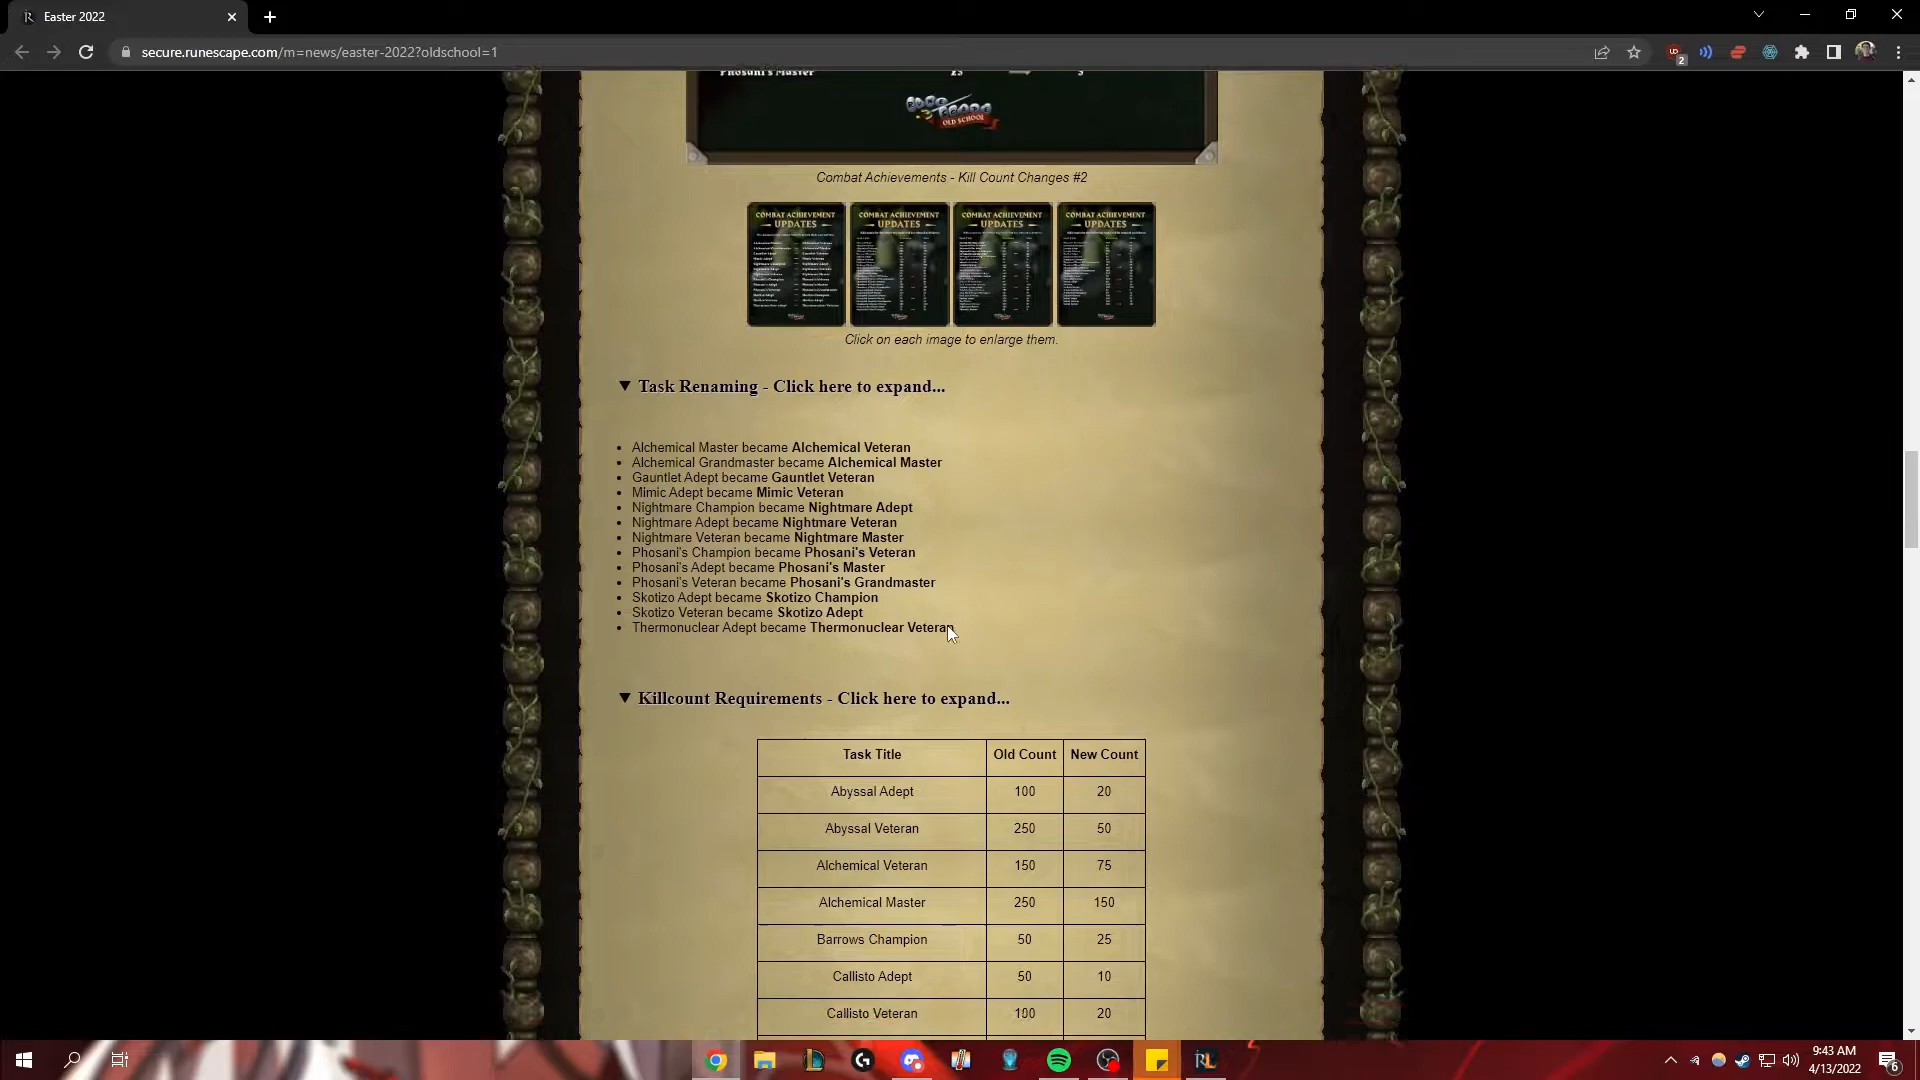 Easter 2022
secure.runescape.com/m=news/easter-2022?oldschool=1
2
Phosani's Master 25 5
OLD SCHOOL
Combat Achievements - Kill Count Changes #2
COMBAT ACHIEVEMENT
UPDATES
COMBAT ACHIEVEMENT
UPDATES
COMBAT ACHIEVEMENT
UPDATES
COMBAT ACHIEVEMENT
UPDATES
Click on each image to enlarge them.
Task Renaming - Click here to expand...
Alchemical Master became Alchemical Veteran
Alchemical Grandmaster became Alchemical Master
Gauntlet Adept became Gauntlet Veteran
Mimic Adept became Mimic Veteran
Nightmare Champion became Nightmare Adept
Nightmare Adept became Nightmare Veteran
Nightmare Veteran became Nightmare Master
Phosani's Champion became Phosani's Veteran
Phosani's Adept became Phosani's Master
Phosani's Veteran became Phosani's Grandmaster
Skotizo Adept became Skotizo Champion
Skotizo Veteran became Skotizo Adept
Thermonuclear Adept became Thermonuclear Veteran
Killcount Requirements - Click here to expand...
Task Title Old Count New Count
Abyssal Adept 100 20
Abyssal Veteran 250 50
Alchemical Veteran 150 75
Alchemical Master 250 150
Barrows Champion 50 25
Callisto Adept 50 10
Callisto Veteran 100 20
9:43 AM
4/13/2022
6